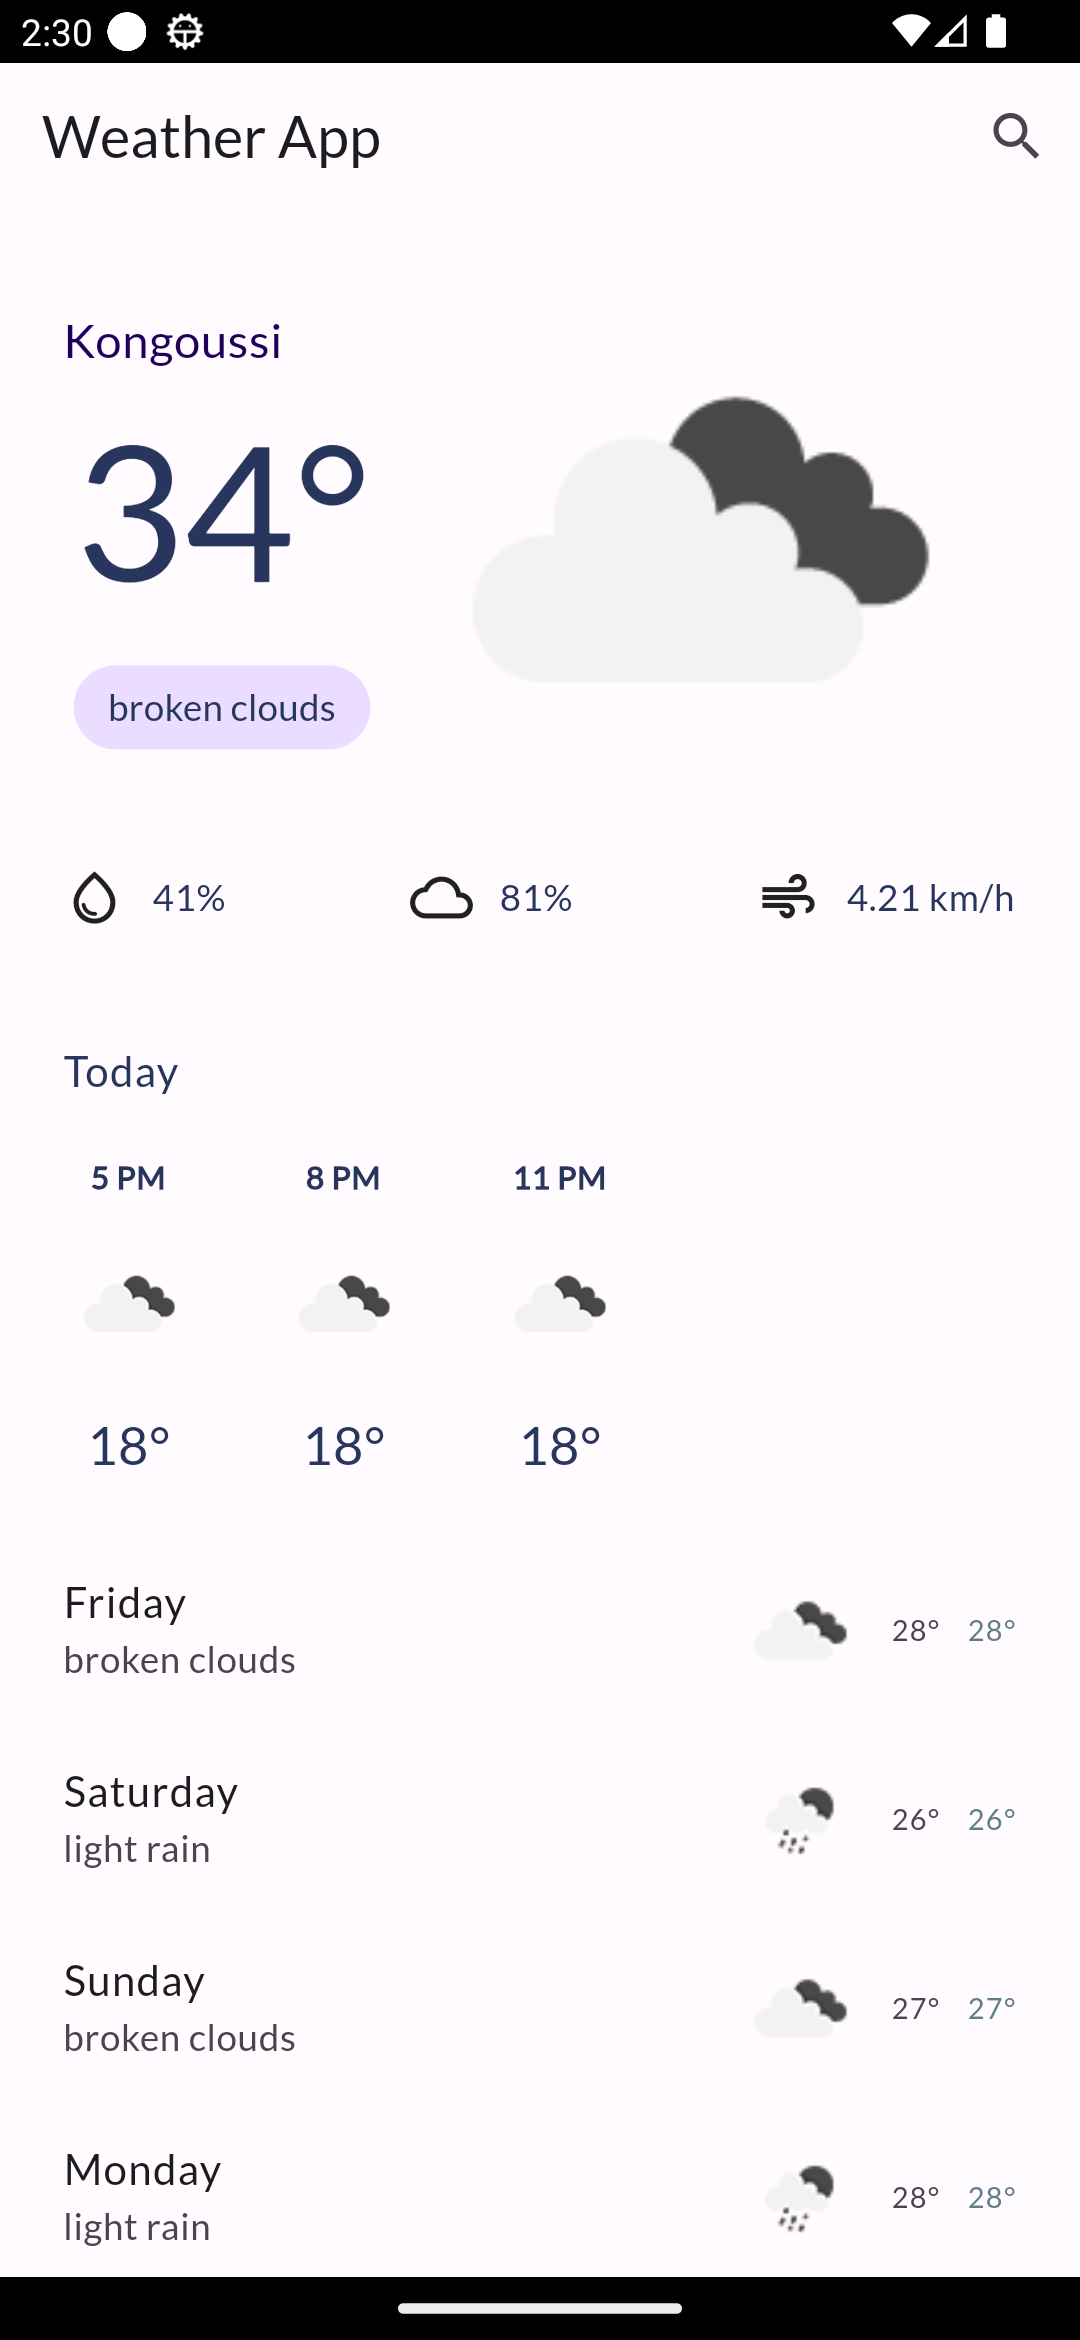 2:30
Weather App
Kongoussi
34°
broken clouds
41% 81% 4.21 km/h
Today
5 PM 8 PM 11 PM
18° 18° 18°
Friday
broken clouds
28° 28°
Saturday
light rain
26° 26°
Sunday
broken clouds
27° 27°
Monday
light rain
28° 28°